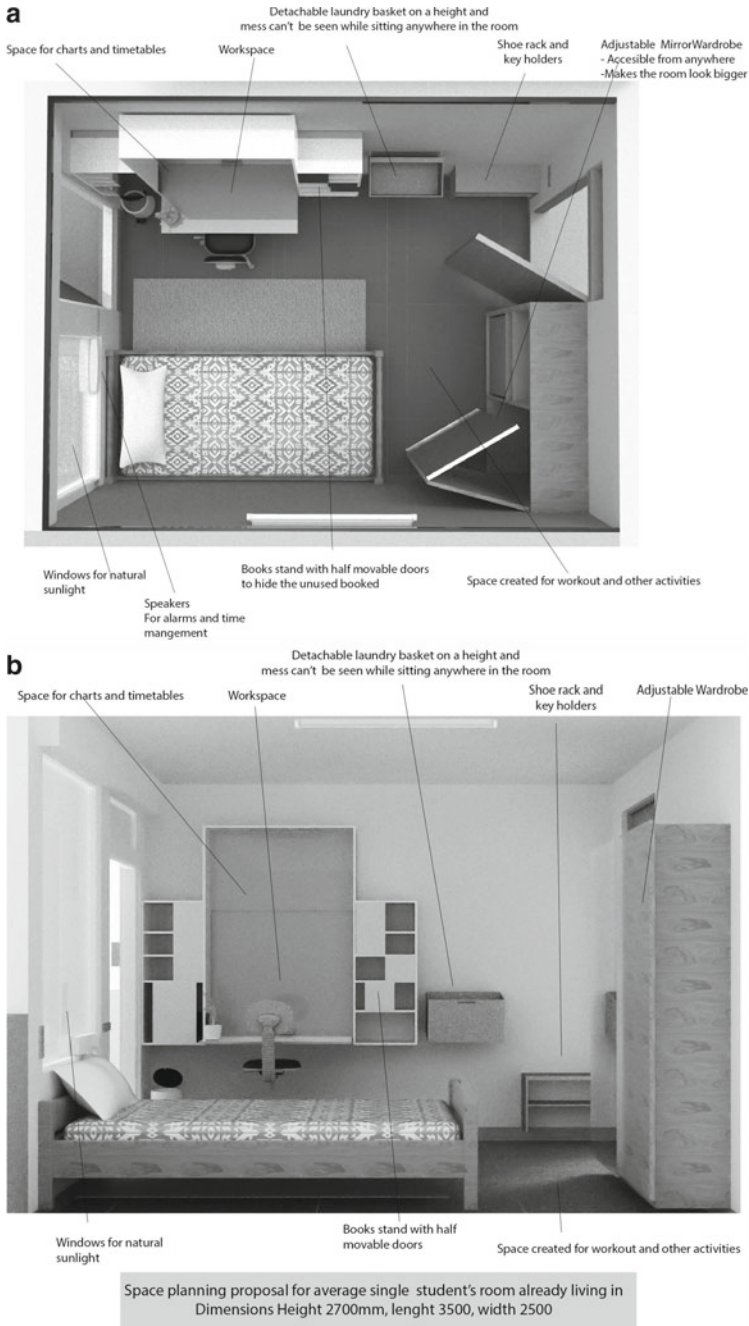 a
Detachable laundry basket on a height and
mess can't be seen while sitting anywhere in the room
Space for charts and timetables
Workspace
Shoe rack and
key holders
Adjustable MirrorWardrobe
- Accesible from anywhere
-Makes the room look bigger
Windows for natural
sunlight
Speakers
For alarms and time
mangement
Books stand with half movable doors
to hide the unused booked
Space created for workout and other activities
b
Detachable laundry basket on a height and
mess can't be seen while sitting anywhere in the room
Space for charts and timetables
Workspace
Shoe rack and
key holders
Adjustable Wardrobe
Windows for natural
sunlight
Books stand with half
movable doors
Space created for workout and other activities
Space planning proposal for average single student's room already living in
Dimensions Height 2700mm, lenght 3500, width 2500